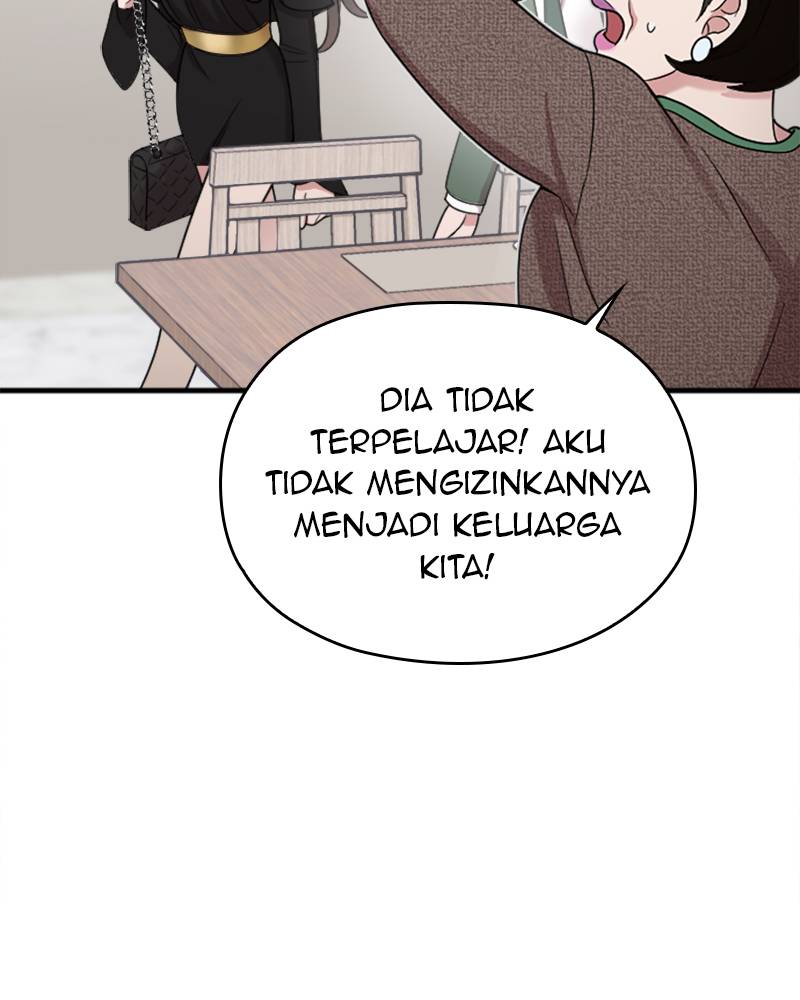 DIA TIDAK
TERPELAJAR! AKU
TIDAK MENGIZINKANNYA
MENJADI KELUARGA
KITA!